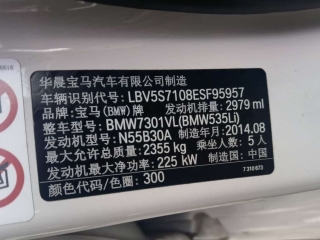 华晨宝马汽车有限公司制造
车辆识别代号: LBV5S7108ESF95957
品牌: 宝马(BMW)牌 发动机排量: 2979 ml
整车型号: BMW7301VL(BMW535Li)
发动机型号: N55B30A 制造年月: 2014.08
最大允许总质量: 2355 kg 乘坐人数: 5 人
发动机最大净功率: 225 kW 制造国: 中国
颜色代码/色圈: 300
7 310 673